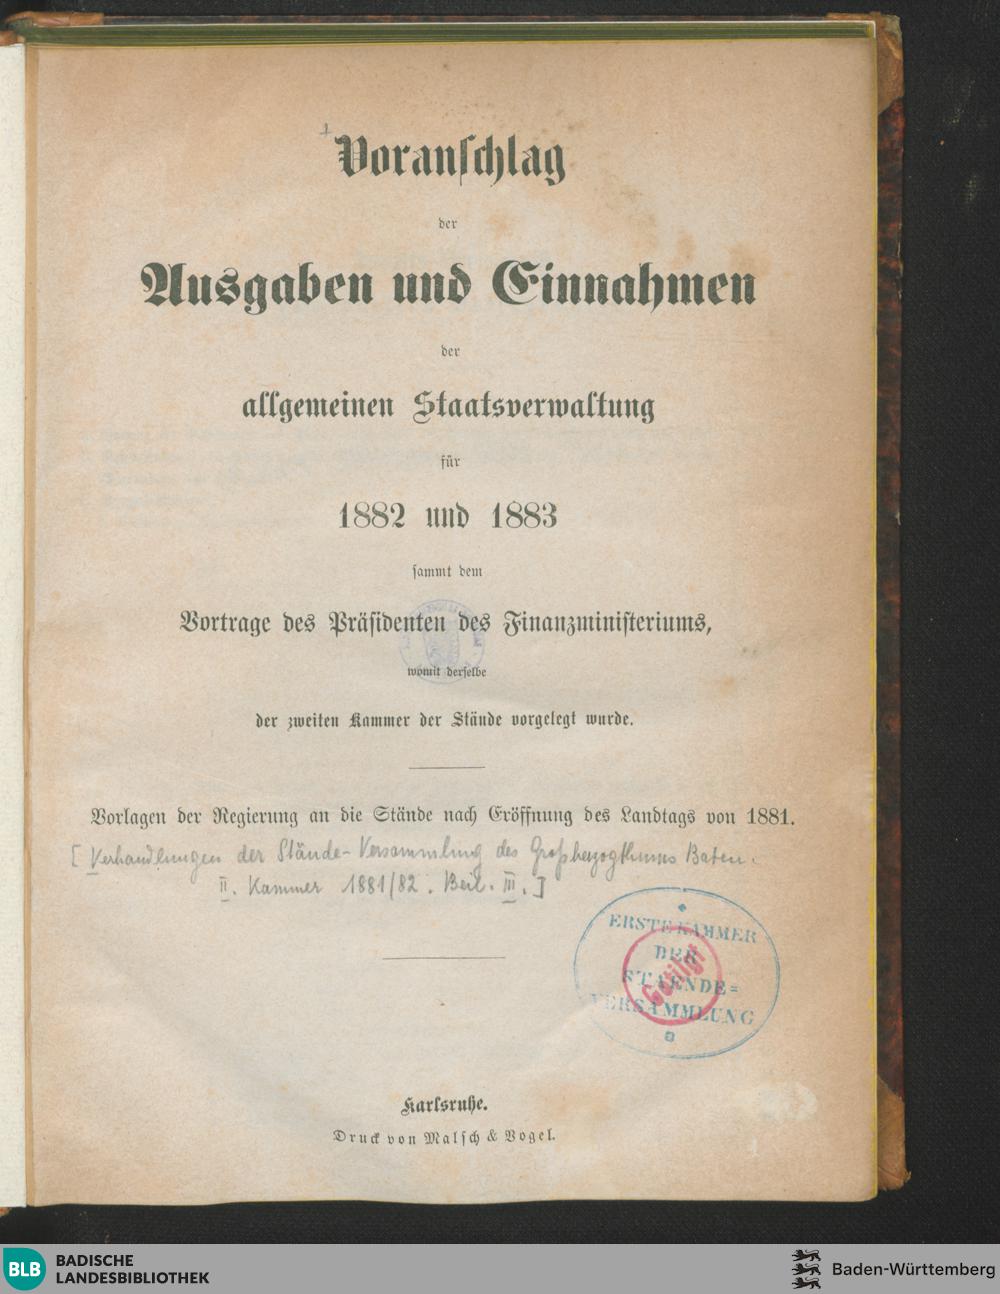 Voranschlag
der
Ausgaben und Einnahmen
der
allgemeinen Staatsverwaltung
für
1882 und 1883
sammt dem
Vortrage des Präsidenten des Finanzministeriums,
womit derselbe
der zweiten Kammer der Stände vorgelegt wurde.
Vorlagen der Regierung an die Stände nach Eröffnung des Landtags von 1881.
[Verhandlungen der Stände-Versammlung des Großherzogthums Baden.
II. Kammer 1881/82. Beil. III.]
ERSTE KAMMER
DER
STAENDE=
VERSAMMLUNG
Getilgt
Karlsruhe.
Druck von Malsch & Vogel.
BLB BADISCHE
LANDESBIBLIOTHEK
Baden-Württemberg